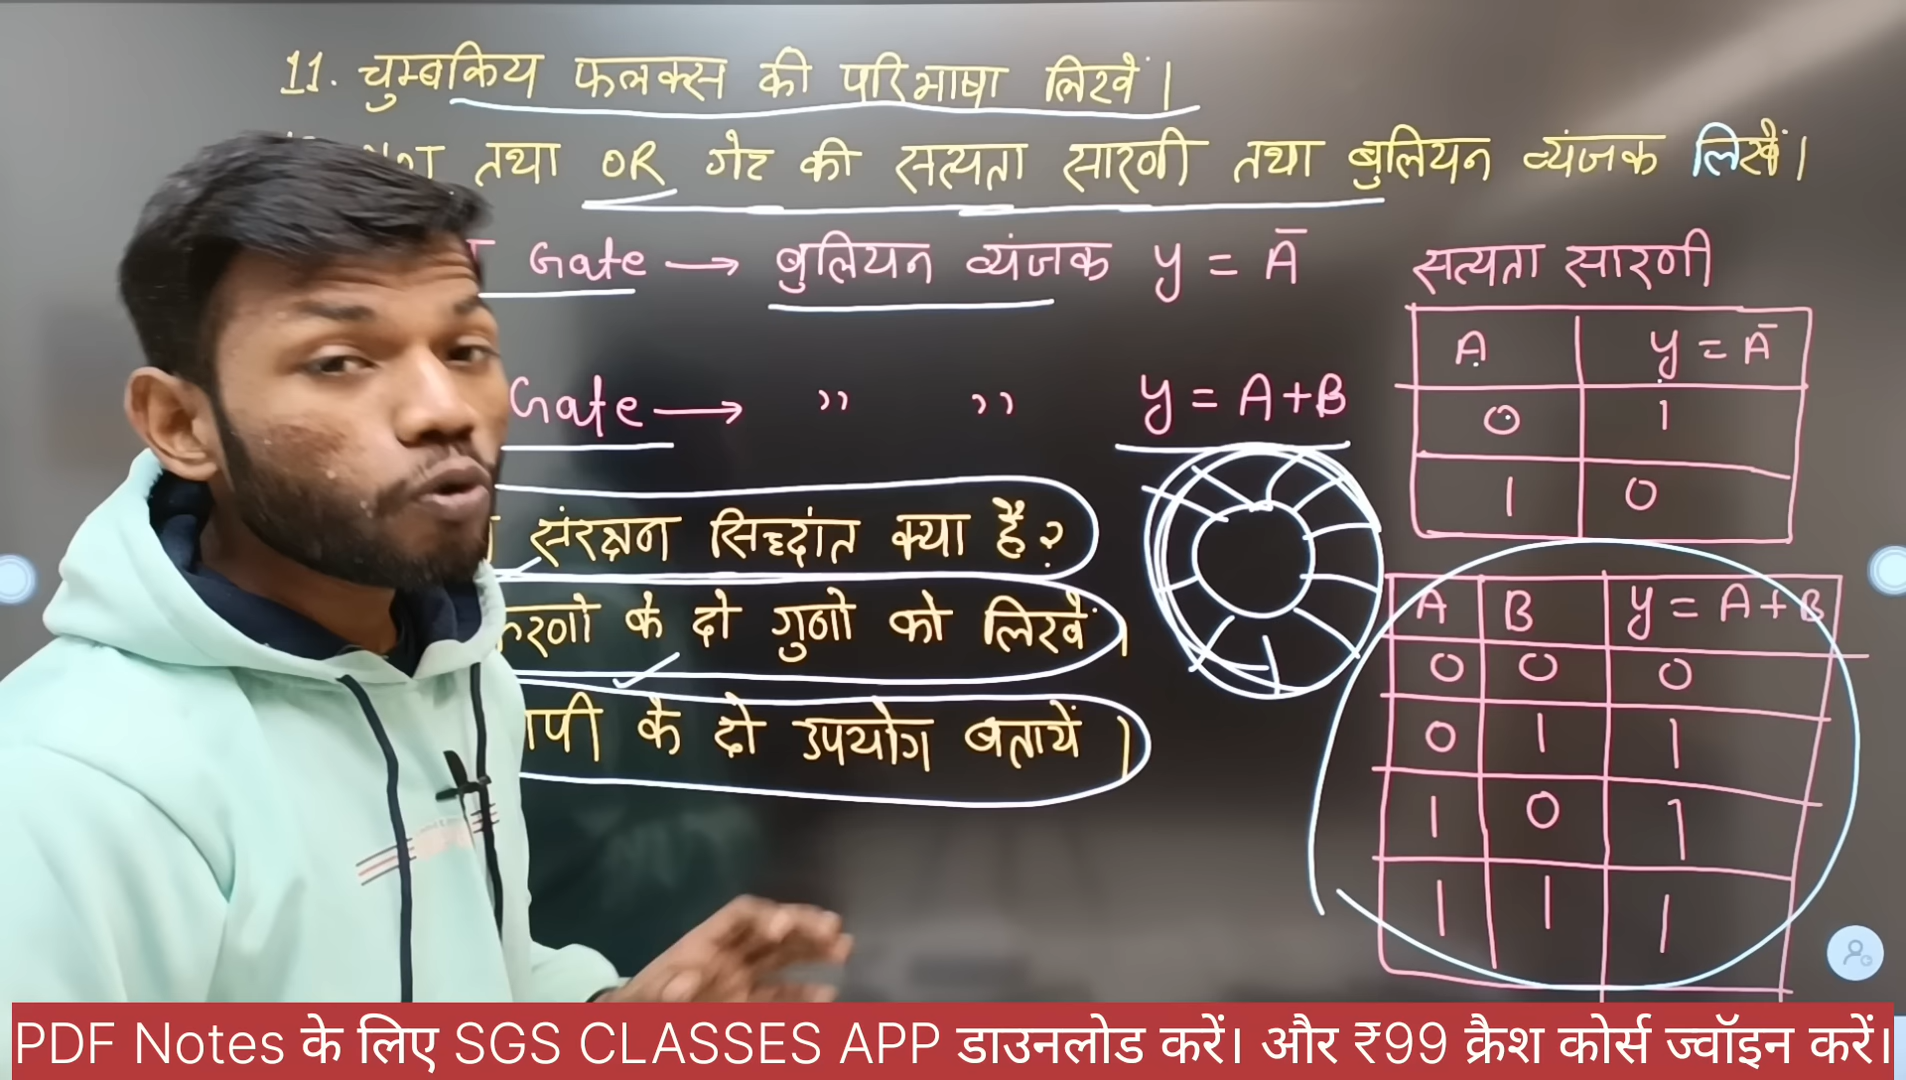 11. चुम्बकिय फलक्स की परिभाषा लिखें।
तथा OR गेट की सत्यता सारणी तथा बुलियन व्यंजक लिखें।
Gate → बुलियन व्यंजक y = Ā
सत्यता सारणी
A y = Ā
0 1
1 0
Gate → " " y = A+B
संरक्षण सिद्धांत क्या है?
के दो गुणो को लिखें।
के दो उपयोग बतायें।
A B y = A+B
0 0 0
0 1 1
1 0 1
1 1 1
PDF Notes के लिए SGS CLASSES APP डाउनलोड करें। और ₹99 क्रैश कोर्स ज्वॉइन करें।